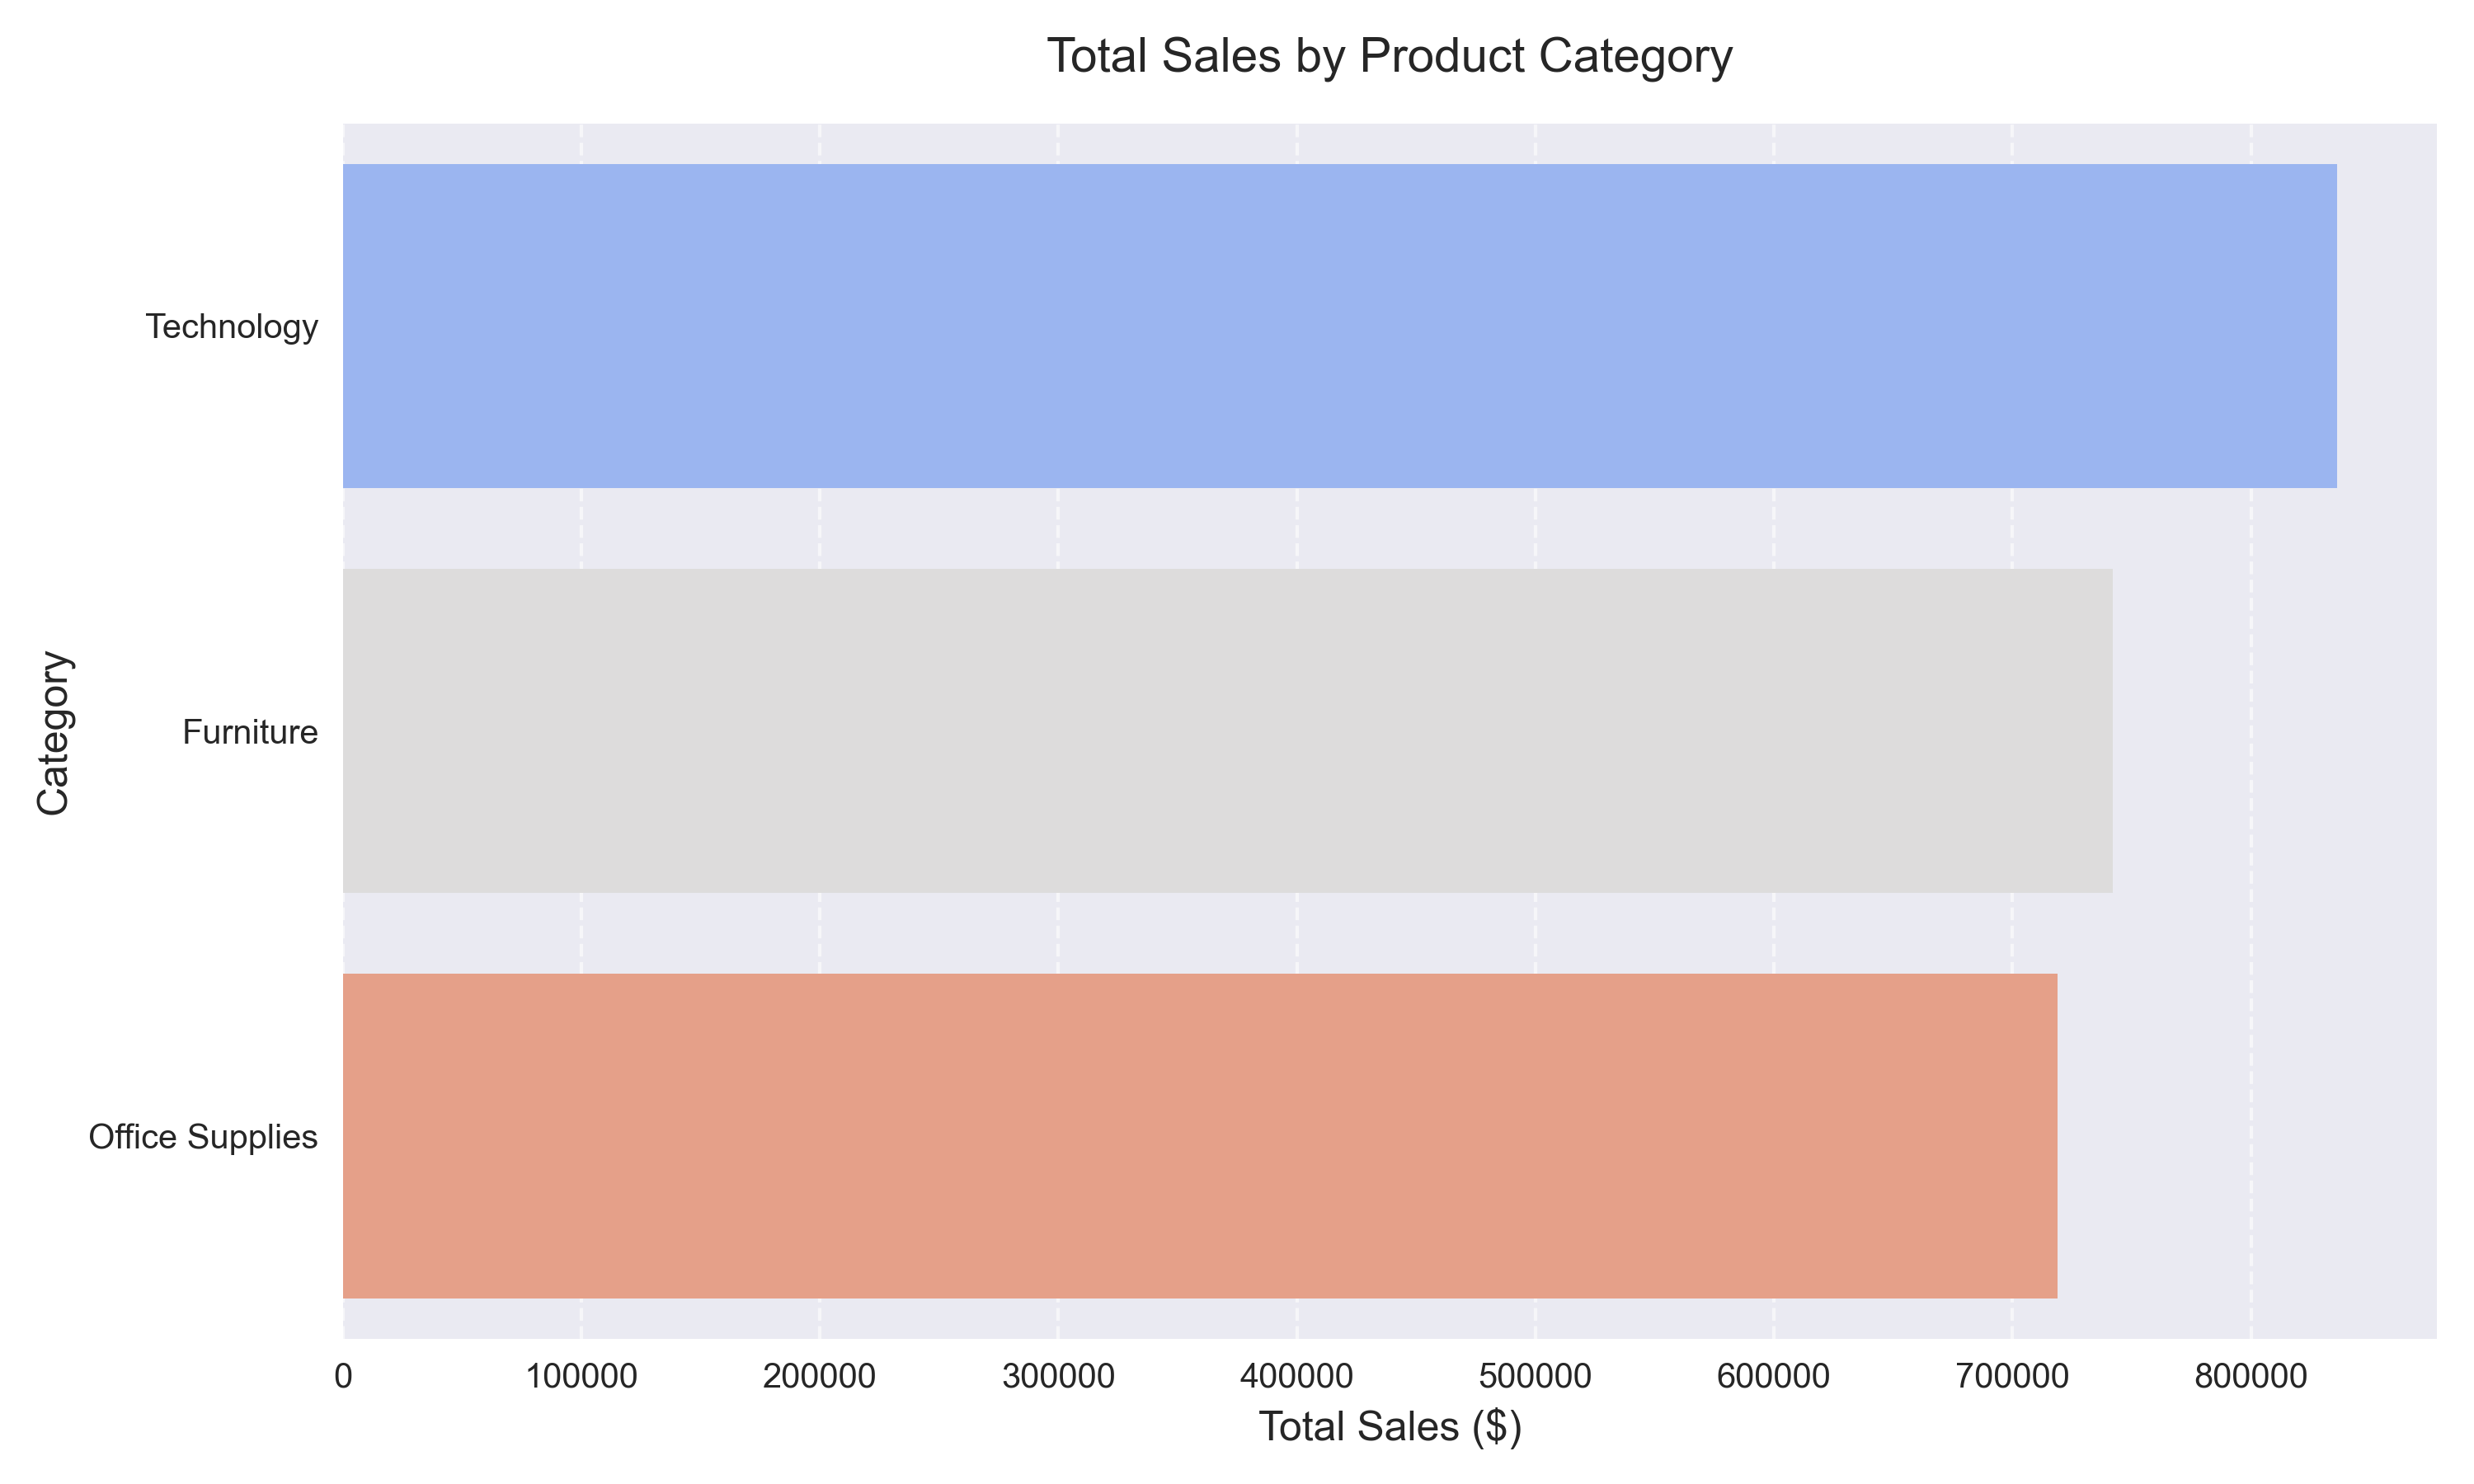 Total Sales by Product Category
Technology
Furniture
Office Supplies
Category
0 100000 200000 300000 400000 500000 600000 700000 800000
Total Sales ($)